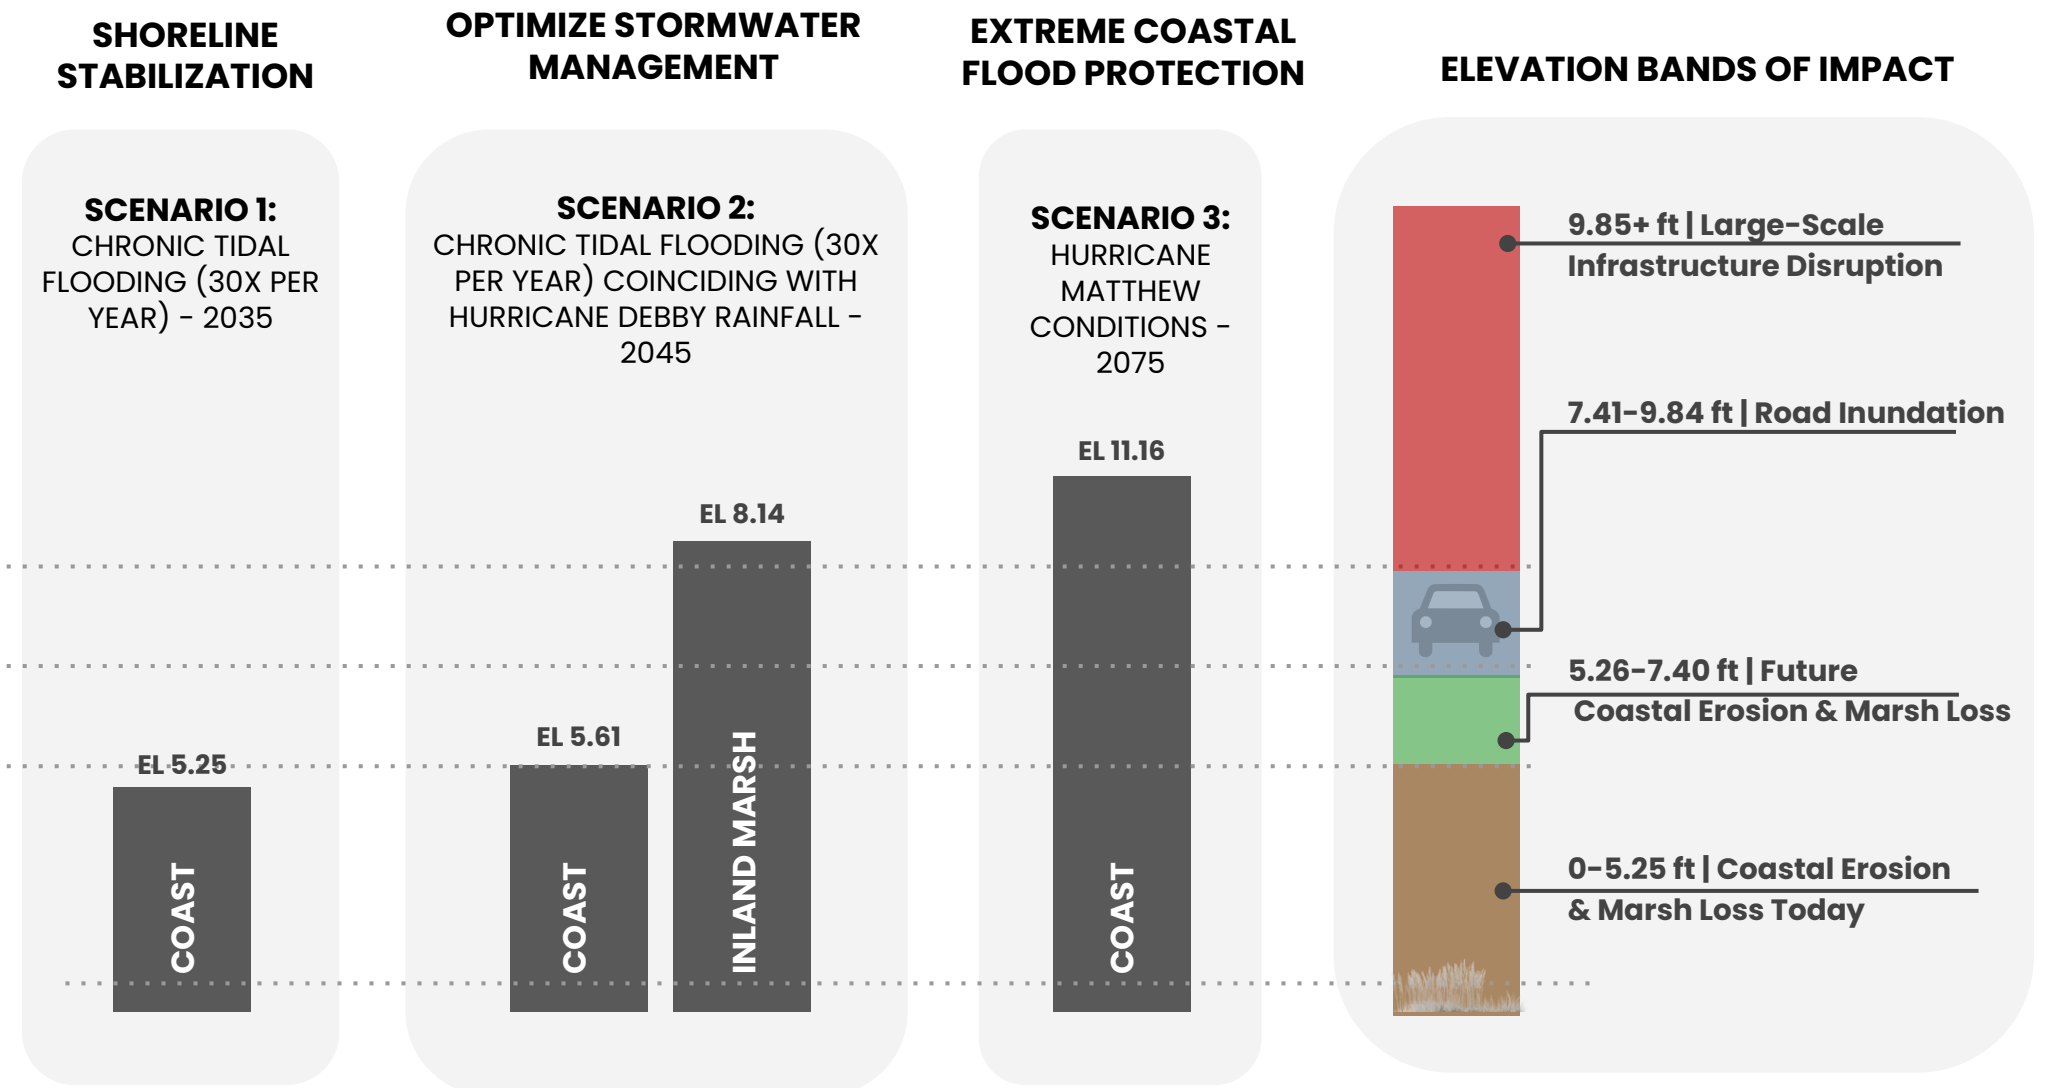 SHORELINE
STABILIZATION
OPTIMIZE STORMWATER
MANAGEMENT
EXTREME COASTAL
FLOOD PROTECTION
ELEVATION BANDS OF IMPACT
SCENARIO 1:
CHRONIC TIDAL
FLOODING (30X PER
YEAR) - 2035
EL 5.25
COAST
SCENARIO 2:
CHRONIC TIDAL FLOODING (30X
PER YEAR) COINCIDING WITH
HURRICANE DEBBY RAINFALL -
2045
EL 5.61
COAST
EL 8.14
INLAND MARSH
SCENARIO 3:
HURRICANE
MATTHEW
CONDITIONS -
2075
EL 11.16
COAST
9.85+ ft | Large-Scale
Infrastructure Disruption
7.41-9.84 ft | Road Inundation
5.26-7.40 ft | Future
Coastal Erosion & Marsh Loss
0-5.25 ft | Coastal Erosion
& Marsh Loss Today